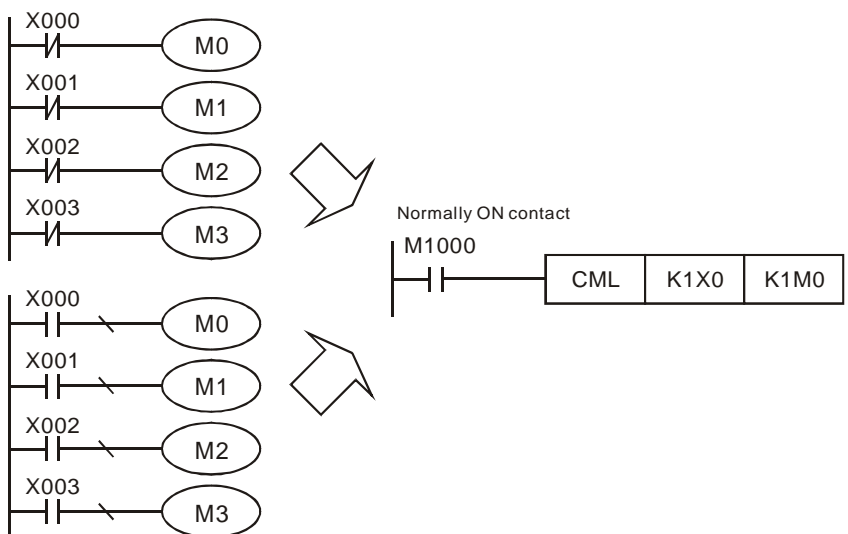 X000
M0
X001
M1
X002
M2
X003
M3
Normally ON contact
M1000
CML K1X0 K1M0
X000
M0
X001
M1
X002
M2
X003
M3